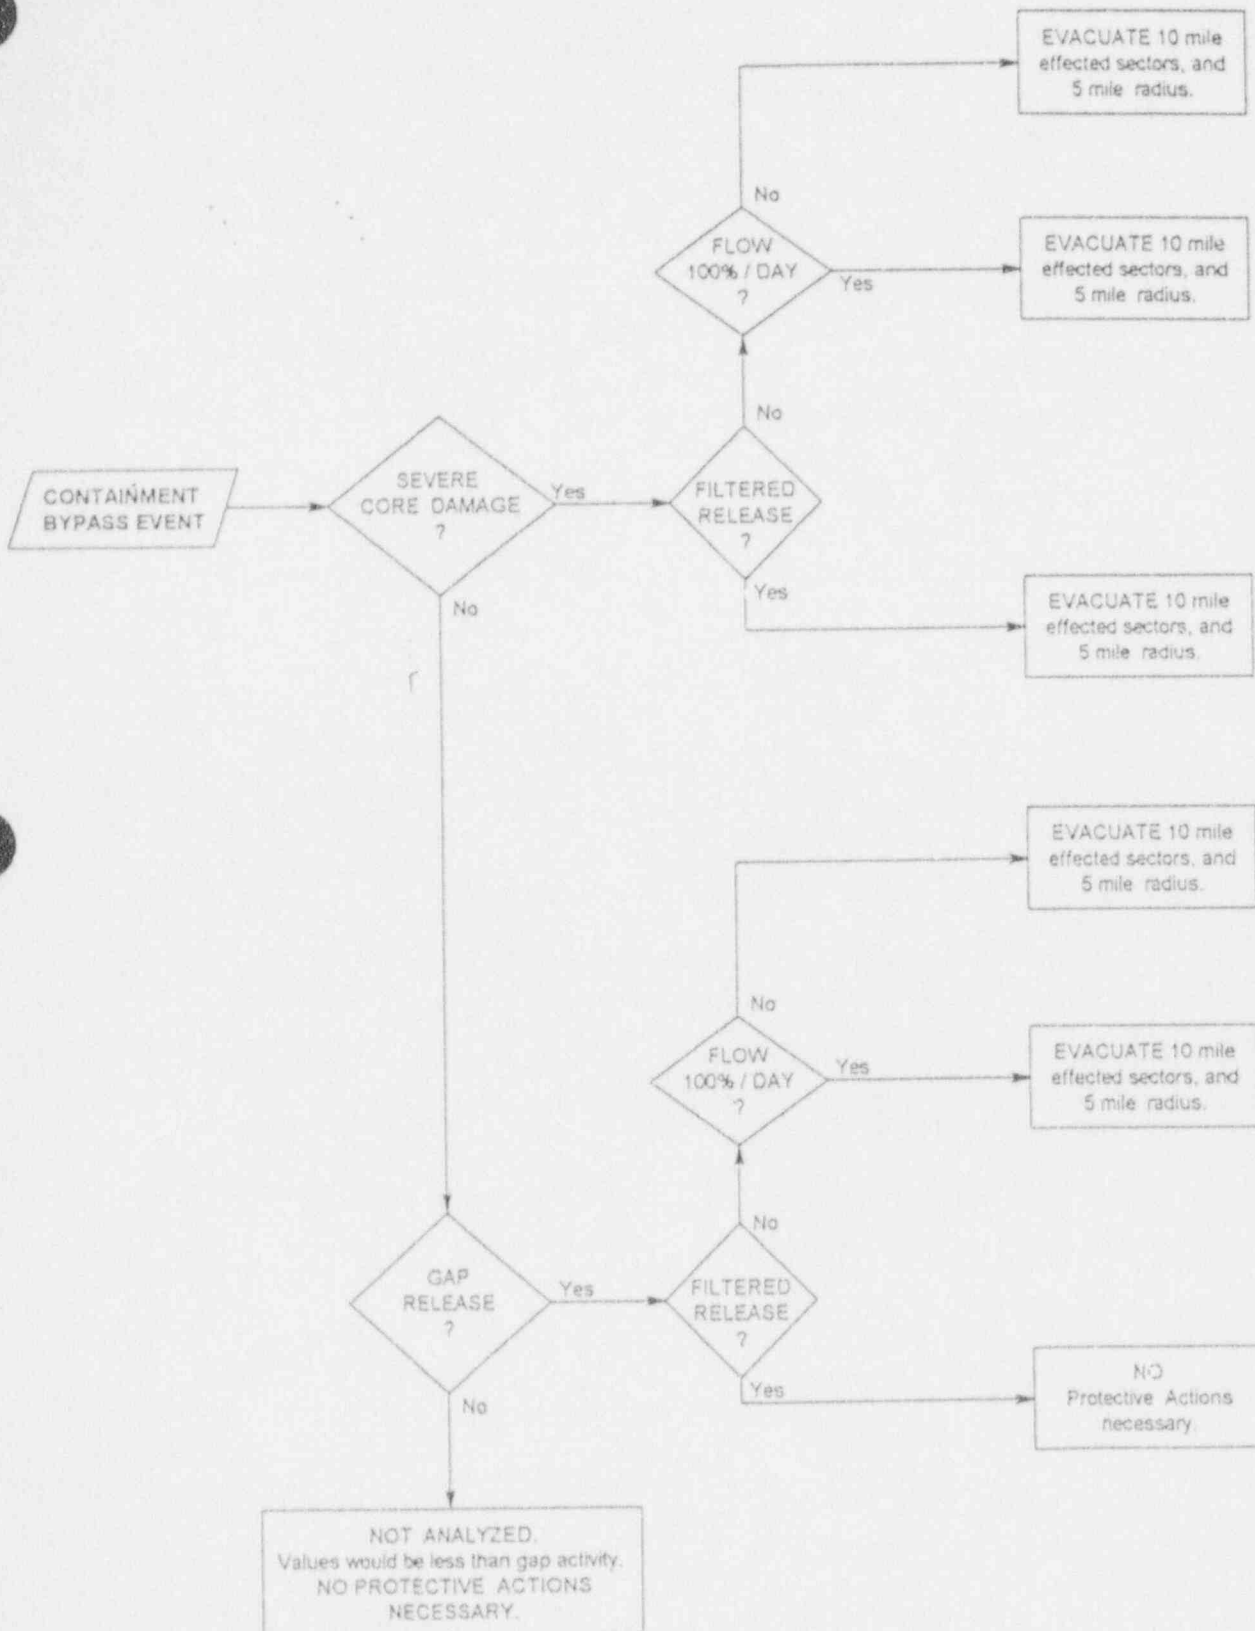 EVACUATE 10 mile
effected sectors, and
5 mile radius.
No
FLOW
100% / DAY
?
Yes
EVACUATE 10 mile
effected sectors, and
5 mile radius.
No
CONTAINMENT
BYPASS EVENT
SEVERE
CORE DAMAGE
?
Yes
FILTERED
RELEASE
?
Yes
No
EVACUATE 10 mile
effected sectors, and
5 mile radius.
EVACUATE 10 mile
effected sectors, and
5 mile radius.
No
FLOW
100% / DAY
?
Yes
EVACUATE 10 mile
effected sectors, and
5 mile radius.
No
GAP
RELEASE
?
Yes
FILTERED
RELEASE
?
Yes
No
NO
Protective Actions
necessary.
NOT ANALYZED.
Values would be less than gap activity.
NO PROTECTIVE ACTIONS
NECESSARY.